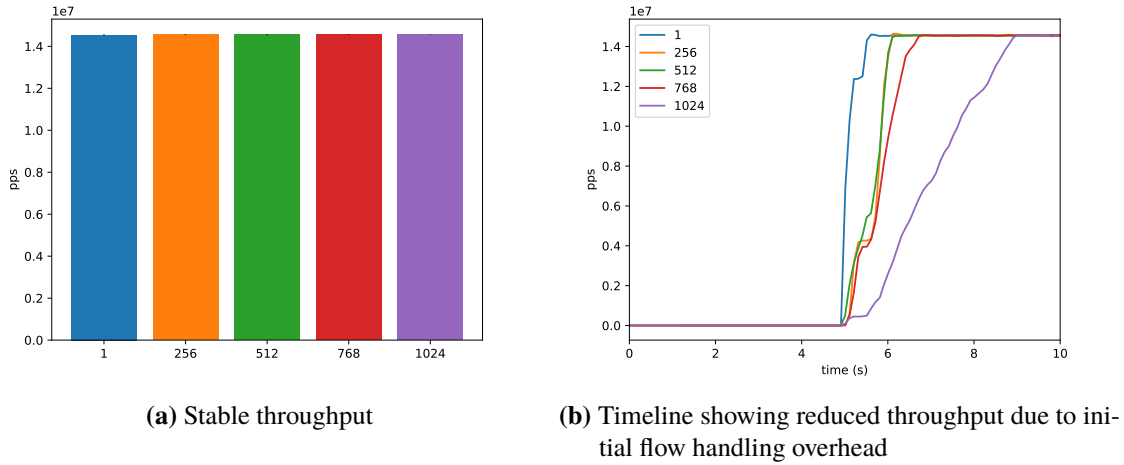 1e7
1.4
1.2
1.0
0.8
0.6
0.4
0.2
0.0
pps
1 256 512 768 1024
(a) Stable throughput
1e7
1.4
1.2
1.0
0.8
0.6
0.4
0.2
0.0
pps
1
256
512
768
1024
0 2 4 6 8 10
time (s)
(b) Timeline showing reduced throughput due to ini-
tial flow handling overhead